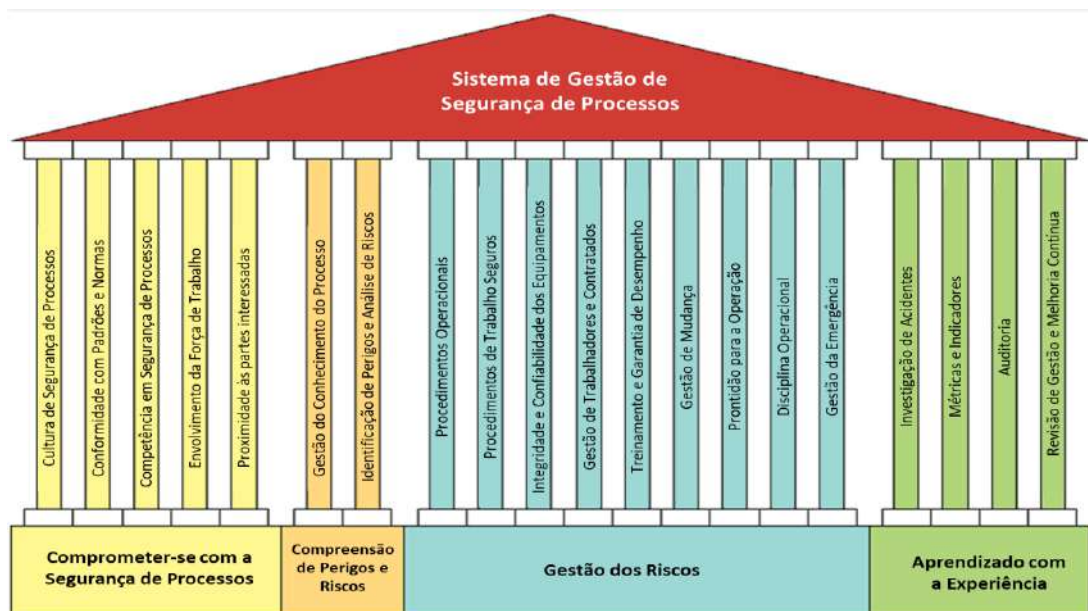 Sistema de Gestão de
Segurança de Processos
Cultura de Segurança de Processos
Conformidade com Padrões e Normas
Competência em Segurança de Processos
Envolvimento da Força de Trabalho
Proximidade às partes interessadas
Gestão do Conhecimento do Processo
Identificação de Perigos e Análise de Riscos
Procedimentos Operacionais
Procedimentos de Trabalho Seguros
Integridade e Confiabilidade dos Equipamentos
Gestão de Trabalhadores e Contratados
Treinamento e Garantia de Desempenho
Gestão de Mudança
Prontidão para a Operação
Disciplina Operacional
Gestão da Emergência
Investigação de Acidentes
Métricas e Indicadores
Auditoria
Revisão de Gestão e Melhoria Contínua
Comprometer-se com a
Segurança de Processos
Compreensão
de Perigos e
Riscos
Gestão dos Riscos
Aprendizado com
a Experiência